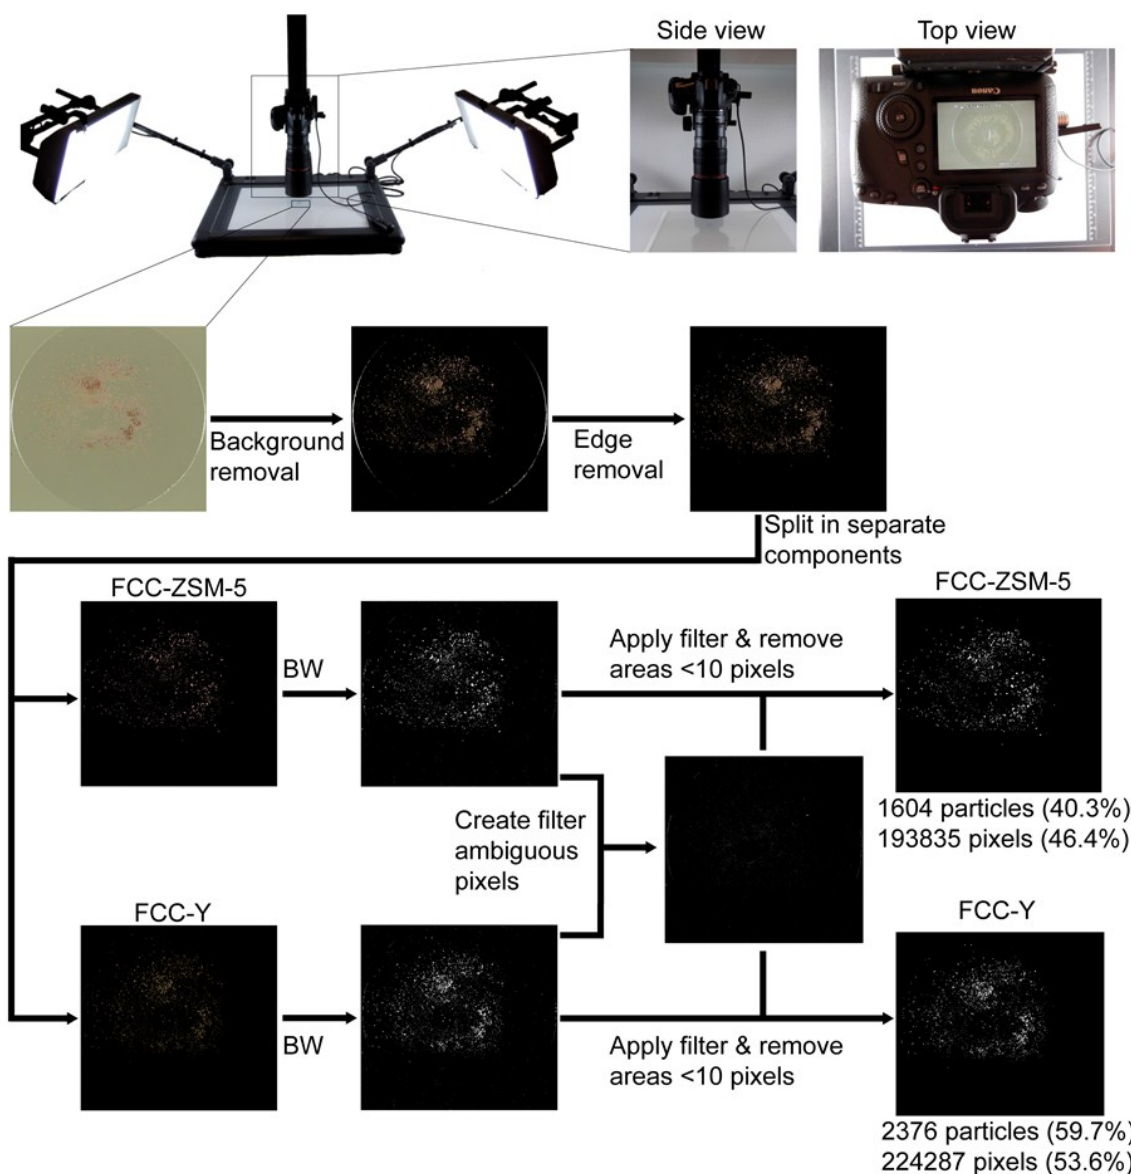 Side view
Top view
Canon
Background
removal
Edge
removal
Split in separate
components
FCC-ZSM-5
BW
Apply filter & remove
areas <10 pixels
FCC-ZSM-5
1604 particles (40.3%)
193835 pixels (46.4%)
Create filter
ambiguous
pixels
FCC-Y
BW
Apply filter & remove
areas <10 pixels
FCC-Y
2376 particles (59.7%)
224287 pixels (53.6%)